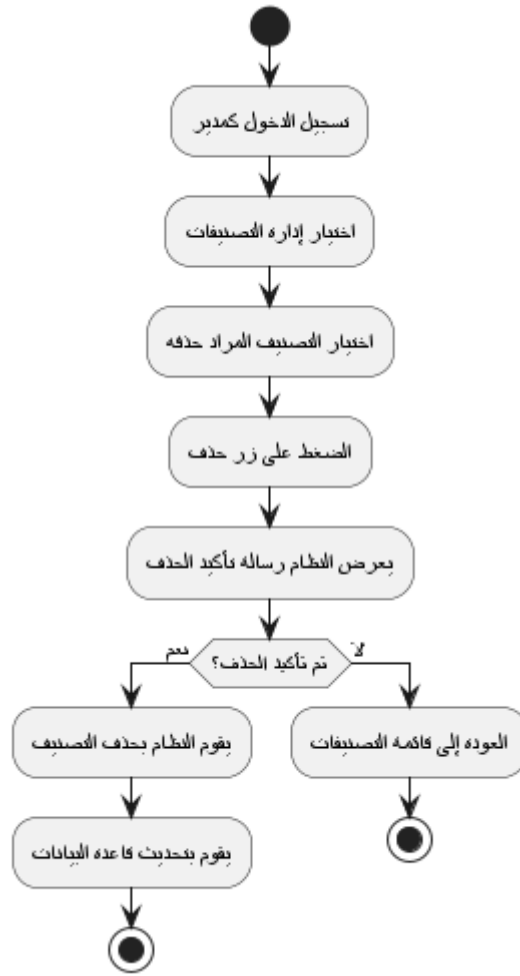 تسجيل الدخول كمدير
اختيار إدارة التصنيفات
اختيار التصنيف المراد حذفه
الضغط على زر حذف
يعرض النظام رسالة تأكيد الحذف
تم تأكيد الحذف؟
نعم
لا
يقوم النظام بحذف التصنيف
العودة إلى قائمة التصنيفات
يقوم بتحديث قاعدة البيانات